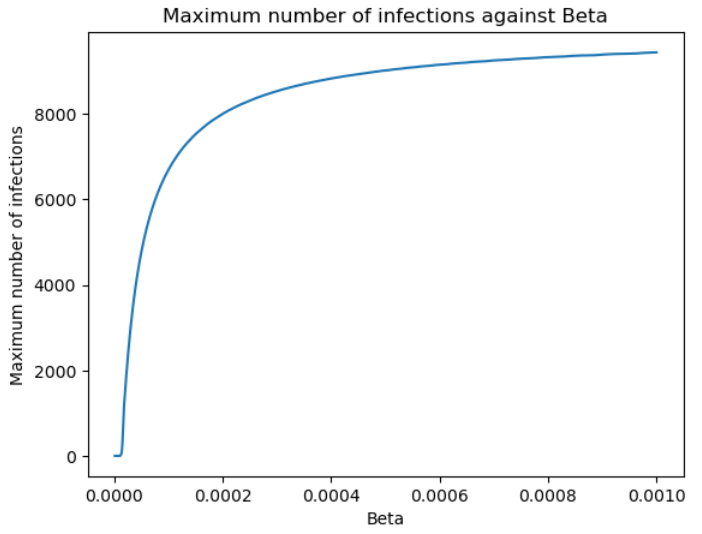 Maximum number of infections against Beta
Maximum number of infections
8000
6000
4000
2000
0
0.0000 0.0002 0.0004 0.0006 0.0008 0.0010
Beta